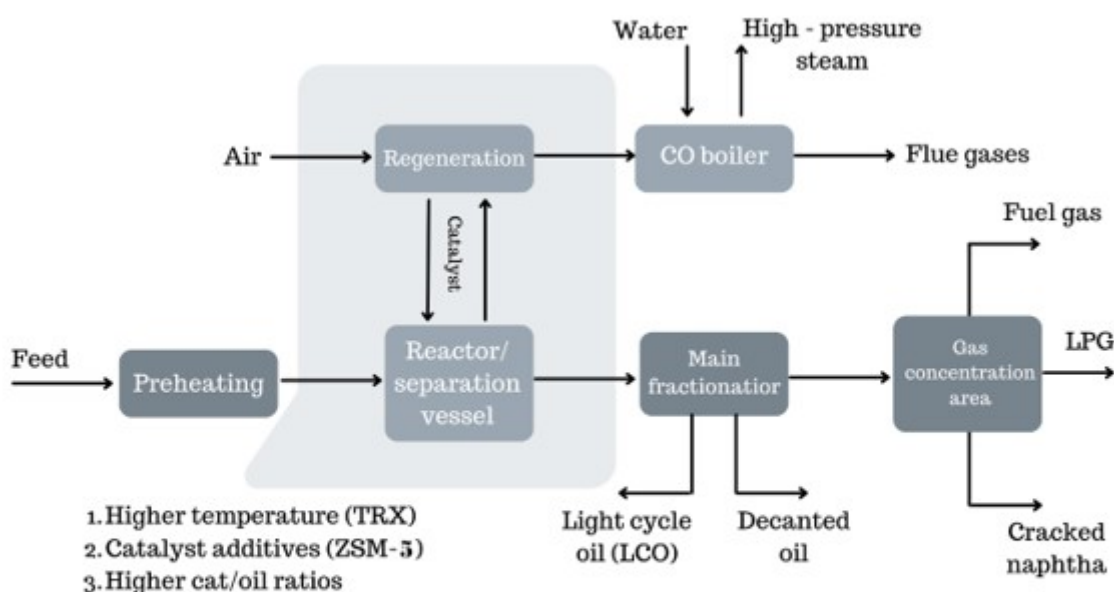 Water
High - pressure
steam
Air
Regeneration
CO boiler
Flue gases
Catalyst
Fuel gas
Feed
Preheating
Reactor/
separation
vessel
Main
fractionatior
Gas
concentration
area
LPG
Light cycle
oil (LCO)
Decanted
oil
Cracked
naphtha
1. Higher temperature (TRX)
2. Catalyst additives (ZSM-5)
3. Higher cat/oil ratios